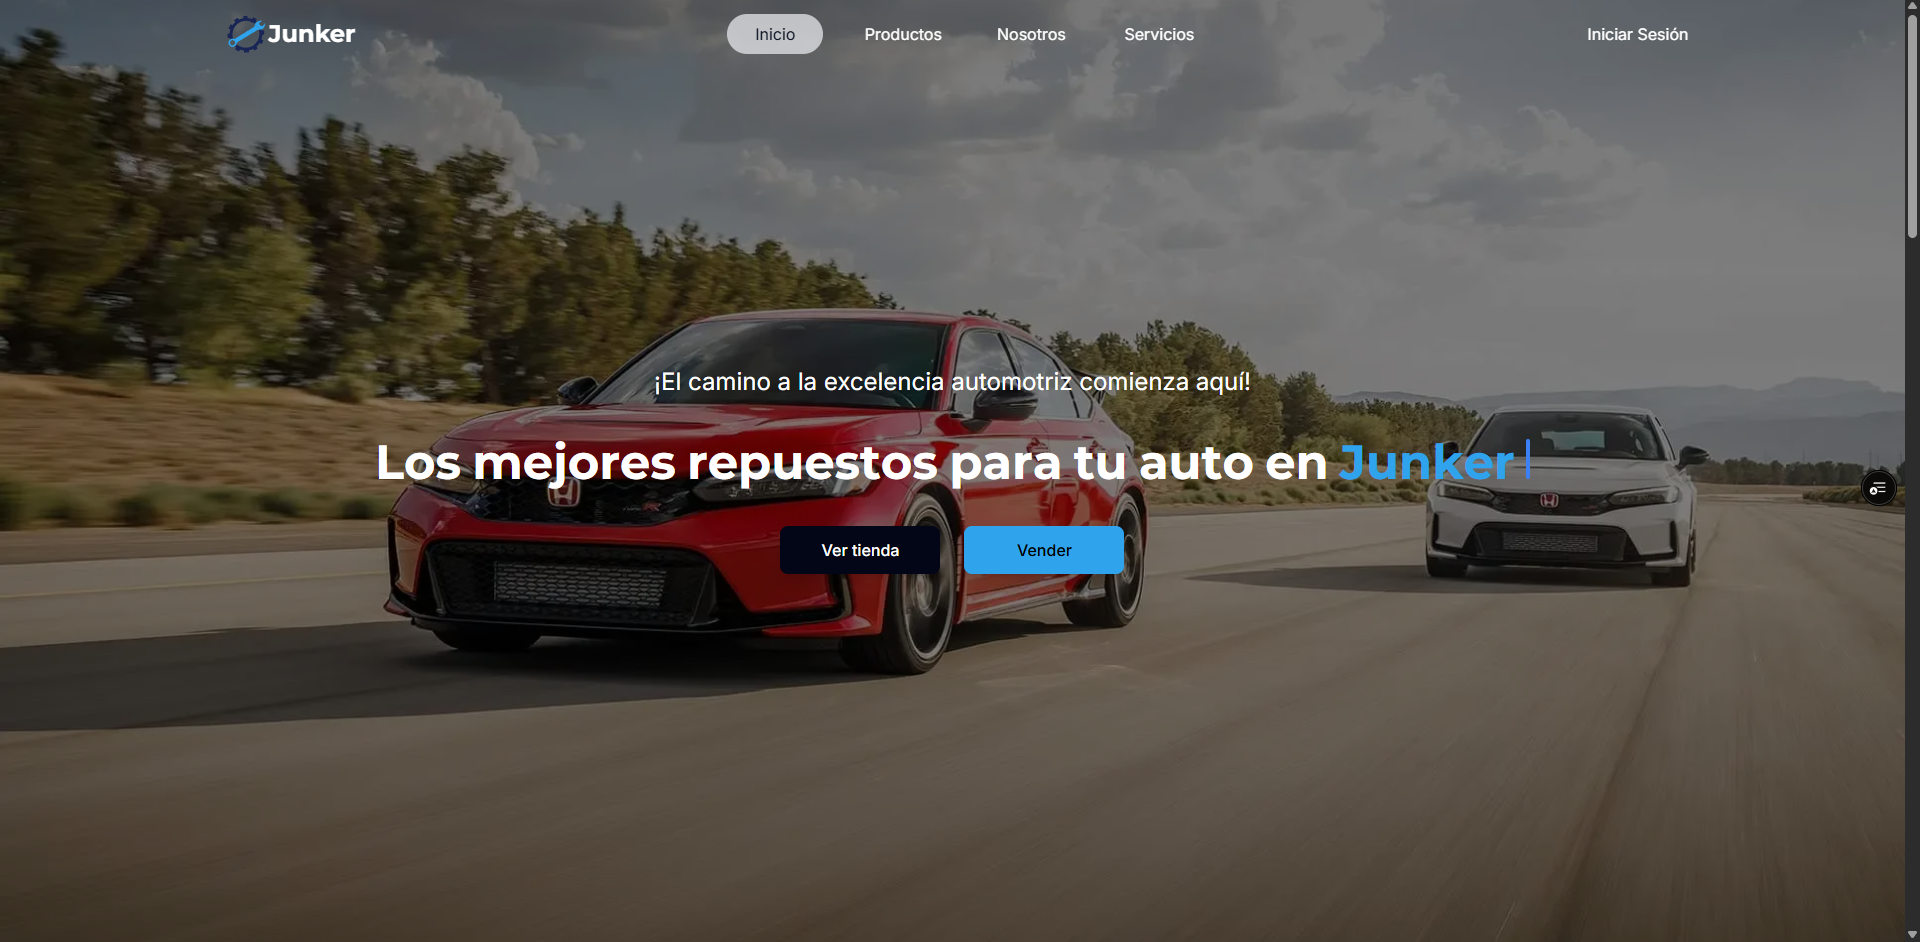 Junker
Inicio
Productos
Nosotros
Servicios
Iniciar Sesión
¡El camino a la excelencia automotriz comienza aquí!
Los mejores repuestos para tu auto en Junker
Ver tienda
Vender